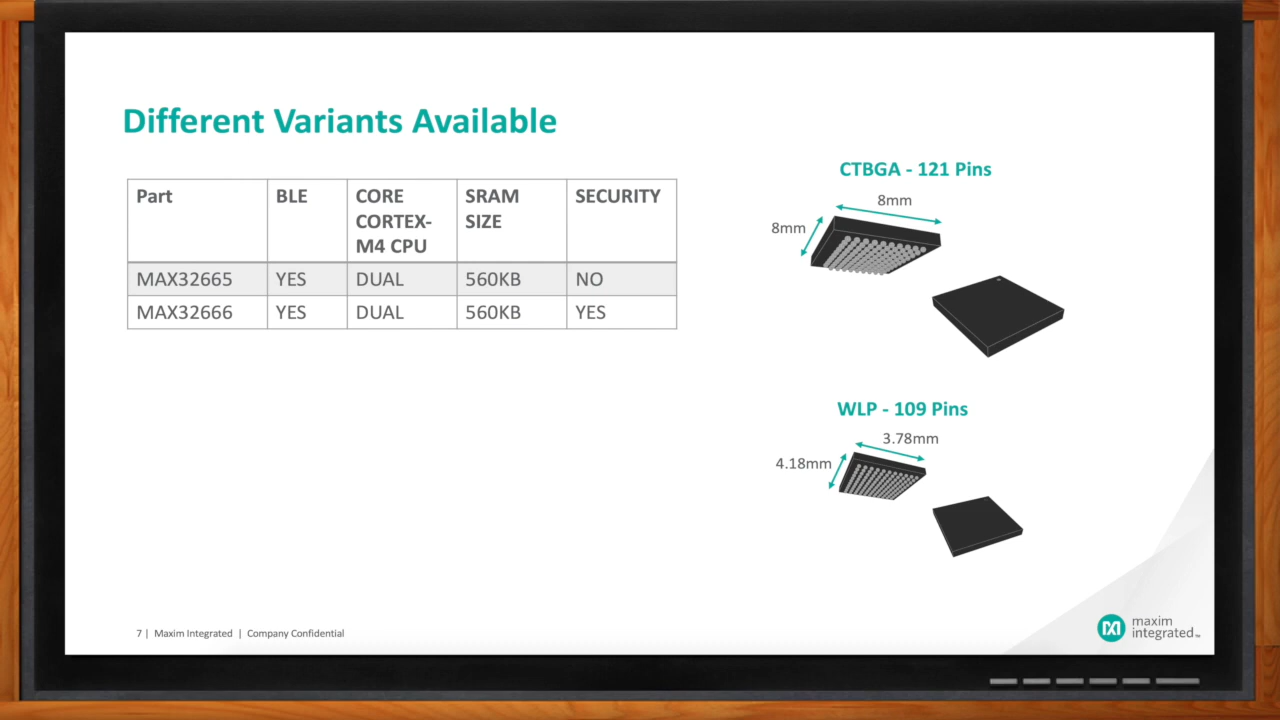 Different Variants Available
Part BLE CORE CORTEX-M4 CPU SRAM SIZE SECURITY
MAX32665 YES DUAL 560KB NO
MAX32666 YES DUAL 560KB YES
CTBGA - 121 Pins
8mm
8mm
WLP - 109 Pins
3.78mm
4.18mm
7 | Maxim Integrated | Company Confidential
maxim
integrated™